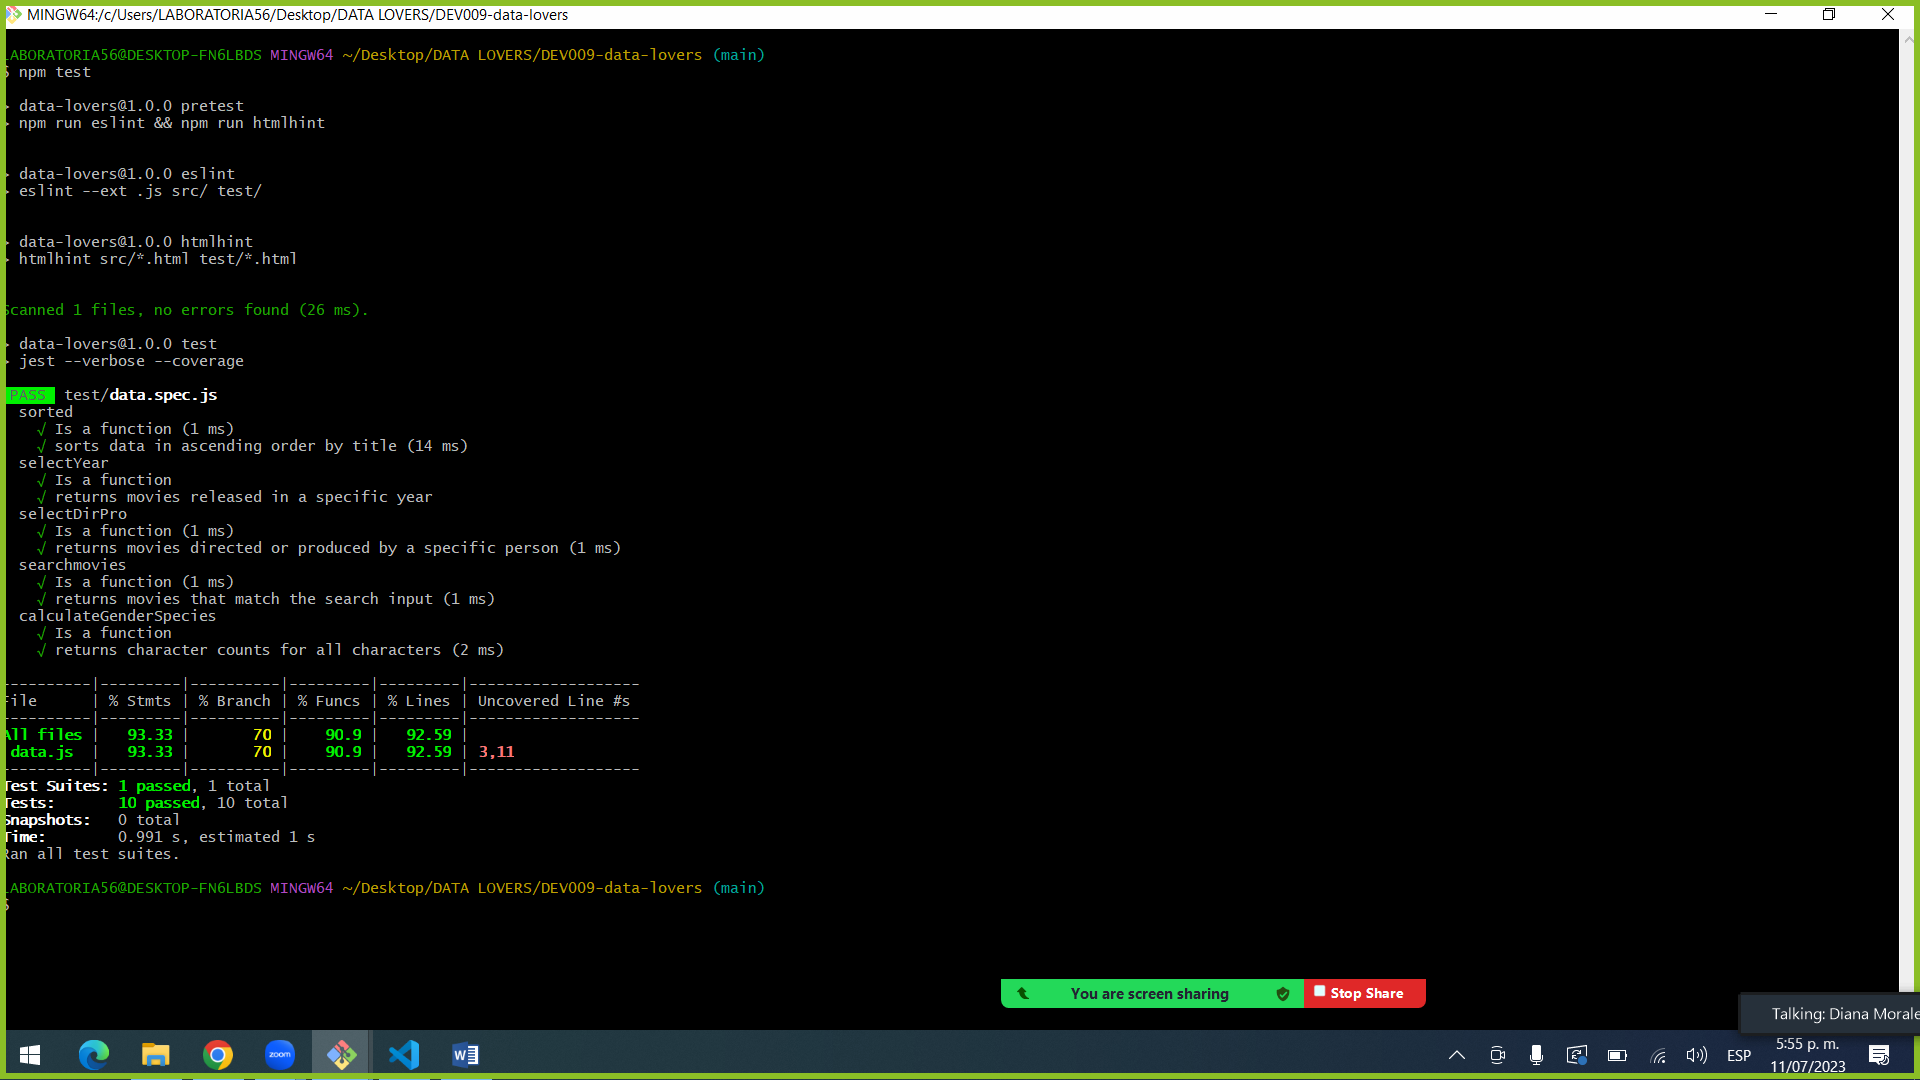 MINGW64:/c/Users/LABORATORIA56/Desktop/DATA LOVERS/DEV009-data-lovers
LABORATORIA56@DESKTOP-FN6LBDS MINGW64 ~/Desktop/DATA LOVERS/DEV009-data-lovers (main)
$ npm test
> data-lovers@1.0.0 pretest
> npm run eslint && npm run htmlhint
> data-lovers@1.0.0 eslint
> eslint --ext .js src/ test/
> data-lovers@1.0.0 htmlhint
> htmlhint src/*.html test/*.html
Scanned 1 files, no errors found (26 ms).
> data-lovers@1.0.0 test
> jest --verbose --coverage
PASS test/data.spec.js
sorted
√ Is a function (1 ms)
√ sorts data in ascending order by title (14 ms)
selectYear
√ Is a function
√ returns movies released in a specific year
selectDirPro
√ Is a function (1 ms)
√ returns movies directed or produced by a specific person (1 ms)
searchmovies
√ Is a function (1 ms)
√ returns movies that match the search input (1 ms)
calculateGenderSpecies
√ Is a function
√ returns character counts for all characters (2 ms)
----------|---------|----------|---------|---------|-------------------
File      | % Stmts | % Branch | % Funcs | % Lines | Uncovered Line #s
----------|---------|----------|---------|---------|-------------------
All files |   93.33 |       70 |    90.9 |   92.59 |
data.js  |   93.33 |       70 |    90.9 |   92.59 | 3,11
----------|---------|----------|---------|---------|-------------------
Test Suites: 1 passed, 1 total
Tests:       10 passed, 10 total
Snapshots:   0 total
Time:        0.991 s, estimated 1 s
Ran all test suites.
LABORATORIA56@DESKTOP-FN6LBDS MINGW64 ~/Desktop/DATA LOVERS/DEV009-data-lovers (main)
$
You are screen sharing
Stop Share
Talking: Diana Morale
zoom
ESP
5:55 p. m.
11/07/2023